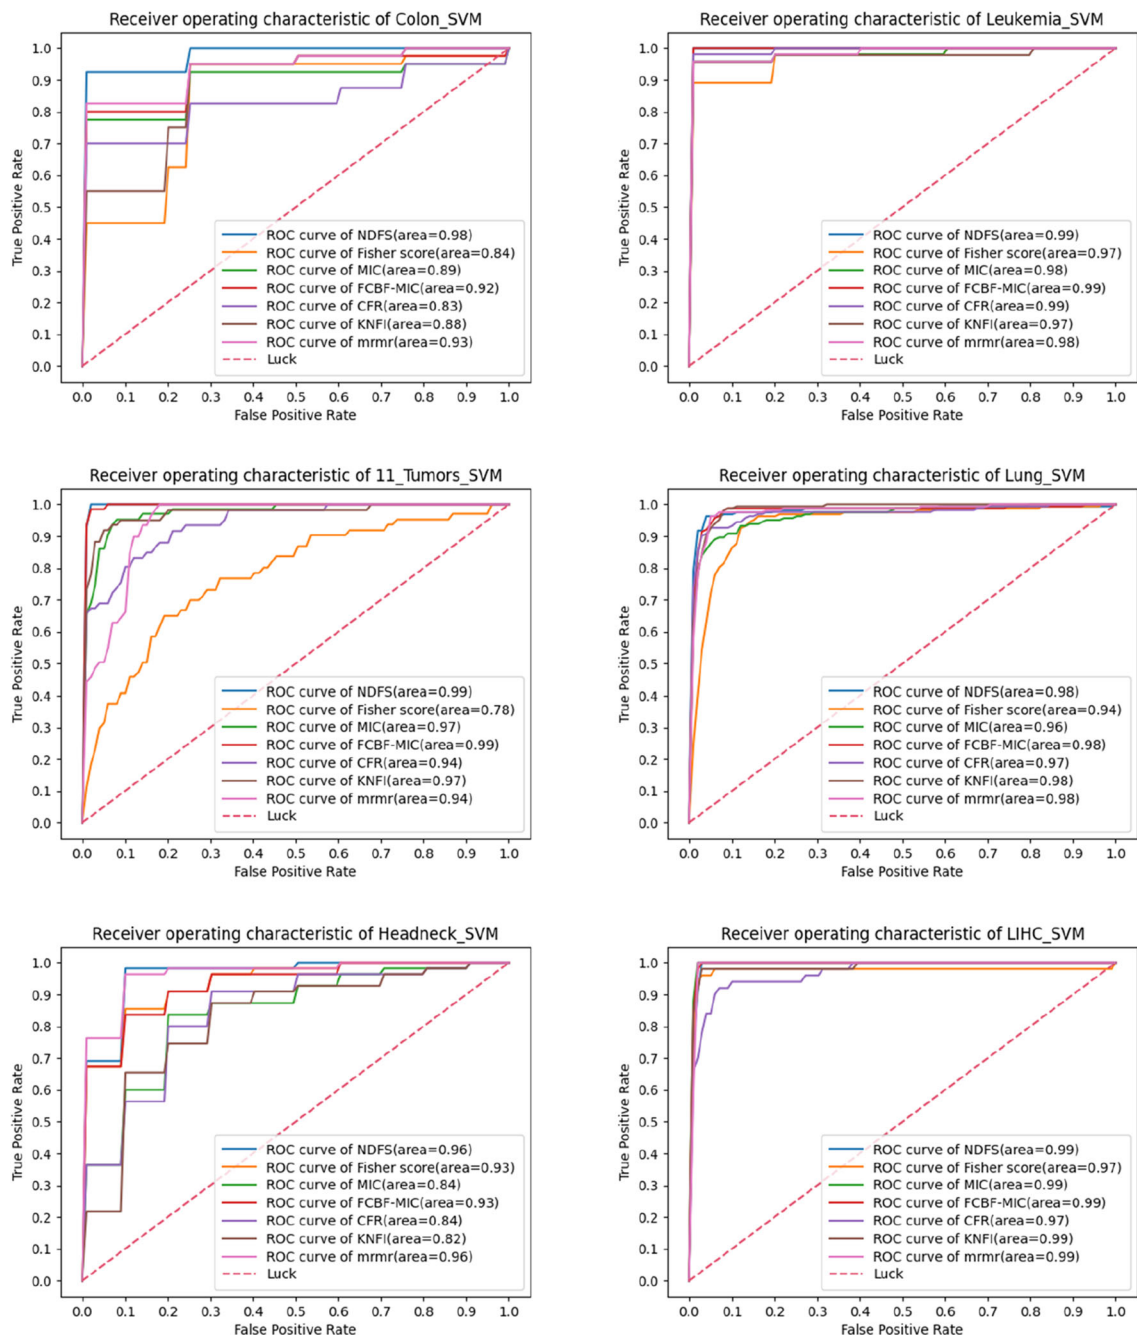 Receiver operating characteristic of Colon_SVM
True Positive Rate
1.0
0.9
0.8
0.7
0.6
0.5
0.4
0.3
0.2
0.1
0.0
ROC curve of NDFS(area=0.98)
ROC curve of Fisher score(area=0.84)
ROC curve of MIC(area=0.89)
ROC curve of FCBF-MIC(area=0.92)
ROC curve of CFR(area=0.83)
ROC curve of KNFI(area=0.88)
ROC curve of mrmr(area=0.93)
Luck
0.0 0.1 0.2 0.3 0.4 0.5 0.6 0.7 0.8 0.9 1.0
False Positive Rate
Receiver operating characteristic of Leukemia_SVM
True Positive Rate
1.0
0.9
0.8
0.7
0.6
0.5
0.4
0.3
0.2
0.1
0.0
ROC curve of NDFS(area=0.99)
ROC curve of Fisher score(area=0.97)
ROC curve of MIC(area=0.98)
ROC curve of FCBF-MIC(area=0.99)
ROC curve of CFR(area=0.99)
ROC curve of KNFI(area=0.97)
ROC curve of mrmr(area=0.98)
Luck
0.0 0.1 0.2 0.3 0.4 0.5 0.6 0.7 0.8 0.9 1.0
False Positive Rate
Receiver operating characteristic of 11_Tumors_SVM
True Positive Rate
1.0
0.9
0.8
0.7
0.6
0.5
0.4
0.3
0.2
0.1
0.0
ROC curve of NDFS(area=0.99)
ROC curve of Fisher score(area=0.78)
ROC curve of MIC(area=0.97)
ROC curve of FCBF-MIC(area=0.99)
ROC curve of CFR(area=0.94)
ROC curve of KNFI(area=0.97)
ROC curve of mrmr(area=0.94)
Luck
0.0 0.1 0.2 0.3 0.4 0.5 0.6 0.7 0.8 0.9 1.0
False Positive Rate
Receiver operating characteristic of Lung_SVM
True Positive Rate
1.0
0.9
0.8
0.7
0.6
0.5
0.4
0.3
0.2
0.1
0.0
ROC curve of NDFS(area=0.98)
ROC curve of Fisher score(area=0.94)
ROC curve of MIC(area=0.96)
ROC curve of FCBF-MIC(area=0.98)
ROC curve of CFR(area=0.97)
ROC curve of KNFI(area=0.98)
ROC curve of mrmr(area=0.98)
Luck
0.0 0.1 0.2 0.3 0.4 0.5 0.6 0.7 0.8 0.9 1.0
False Positive Rate
Receiver operating characteristic of Headneck_SVM
True Positive Rate
1.0
0.9
0.8
0.7
0.6
0.5
0.4
0.3
0.2
0.1
0.0
ROC curve of NDFS(area=0.96)
ROC curve of Fisher score(area=0.93)
ROC curve of MIC(area=0.84)
ROC curve of FCBF-MIC(area=0.93)
ROC curve of CFR(area=0.84)
ROC curve of KNFI(area=0.82)
ROC curve of mrmr(area=0.96)
Luck
0.0 0.1 0.2 0.3 0.4 0.5 0.6 0.7 0.8 0.9 1.0
False Positive Rate
Receiver operating characteristic of LIHC_SVM
True Positive Rate
1.0
0.9
0.8
0.7
0.6
0.5
0.4
0.3
0.2
0.1
0.0
ROC curve of NDFS(area=0.99)
ROC curve of Fisher score(area=0.97)
ROC curve of MIC(area=0.99)
ROC curve of FCBF-MIC(area=0.99)
ROC curve of CFR(area=0.97)
ROC curve of KNFI(area=0.99)
ROC curve of mrmr(area=0.99)
Luck
0.0 0.1 0.2 0.3 0.4 0.5 0.6 0.7 0.8 0.9 1.0
False Positive Rate